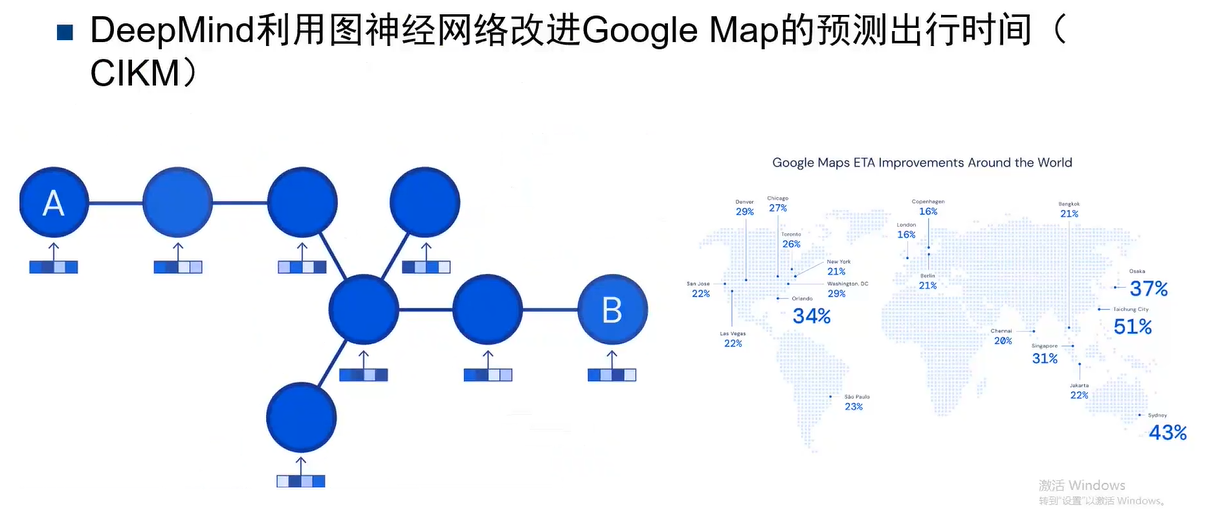 DeepMind利用图神经网络改进Google Map的预测出行时间（
CIKM）
A
B
Google Maps ETA Improvements Around the World
Denver
29%
Chicago
27%
Toronto
26%
New York
21%
Washington, DC
29%
San Jose
22%
Orlando
34%
Las Vegas
22%
São Paulo
23%
Copenhagen
16%
London
16%
Berlin
21%
Bangkok
21%
Osaka
37%
Taichung City
51%
Chennai
20%
Singapore
31%
Jakarta
22%
Sydney
43%
激活 Windows
转到"设置"以激活 Windows。